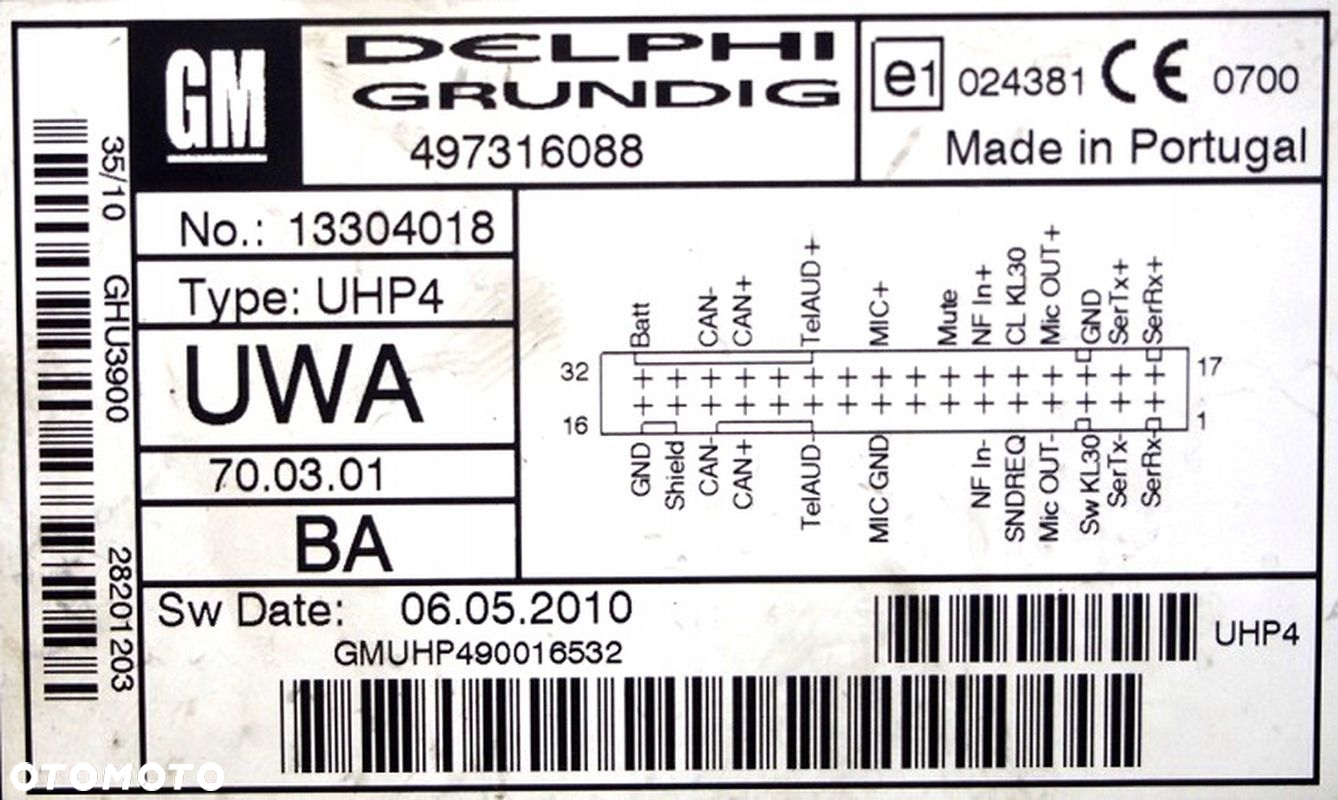 GM
DELPHI
GRUNDIG
497316088
e1 024381 CE 0700
Made in Portugal
35/10 GHU3900 28201203
No.: 13304018
Type: UHP4
UWA
70.03.01
BA
Batt CAN- CAN+ TelAUD+ MIC+ Mute NF In+ CL KL30 Mic OUT+ GND SerTx+ SerRx+
32 17
16 1
GND Shield CAN- CAN+ TelAUD- MIC GND NF In- SNDREQ Mic OUT- Sw KL30 SerTx- SerRx-
Sw Date: 06.05.2010
GMUHP490016532
UHP4
OTOMOTO